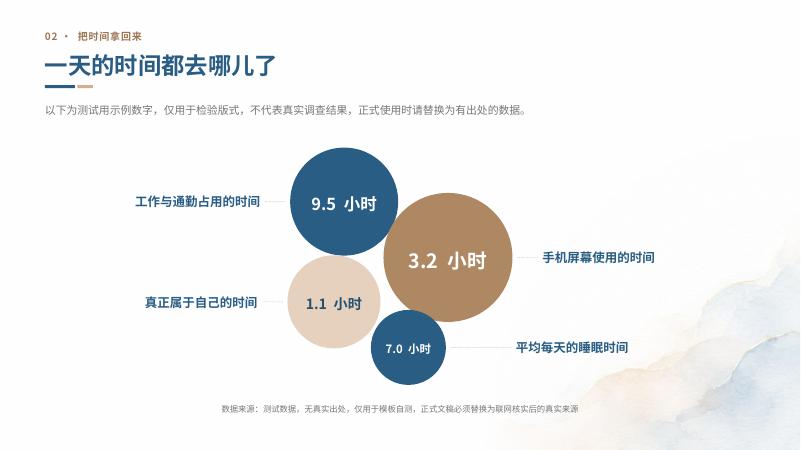 02 • 把时间拿回来
一天的时间都去哪儿了
以下为测试用示例数字，仅用于检验版式，不代表真实调查结果，正式使用时请替换为有出处的数据。
工作与通勤占用的时间
9.5 小时
3.2 小时
手机屏幕使用的时间
真正属于自己的时间
1.1 小时
7.0 小时
平均每天的睡眠时间
数据来源：测试数据，无真实出处，仅用于模板自测，正式文稿必须替换为联网核实后的真实来源